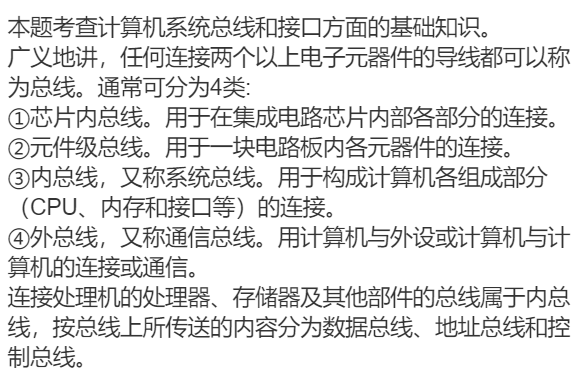 本题考查计算机系统总线和接口方面的基础知识。
广义地讲，任何连接两个以上电子元器件的导线都可以称
为总线。通常可分为4类:
①芯片内总线。用于在集成电路芯片内部各部分的连接。
②元件级总线。用于一块电路板内各元器件的连接。
③内总线，又称系统总线。用于构成计算机各组成部分
（CPU、内存和接口等）的连接。
④外总线，又称通信总线。用计算机与外设或计算机与计
算机的连接或通信。
连接处理机的处理器、存储器及其他部件的总线属于内总
线，按总线上所传送的内容分为数据总线、地址总线和控
制总线。